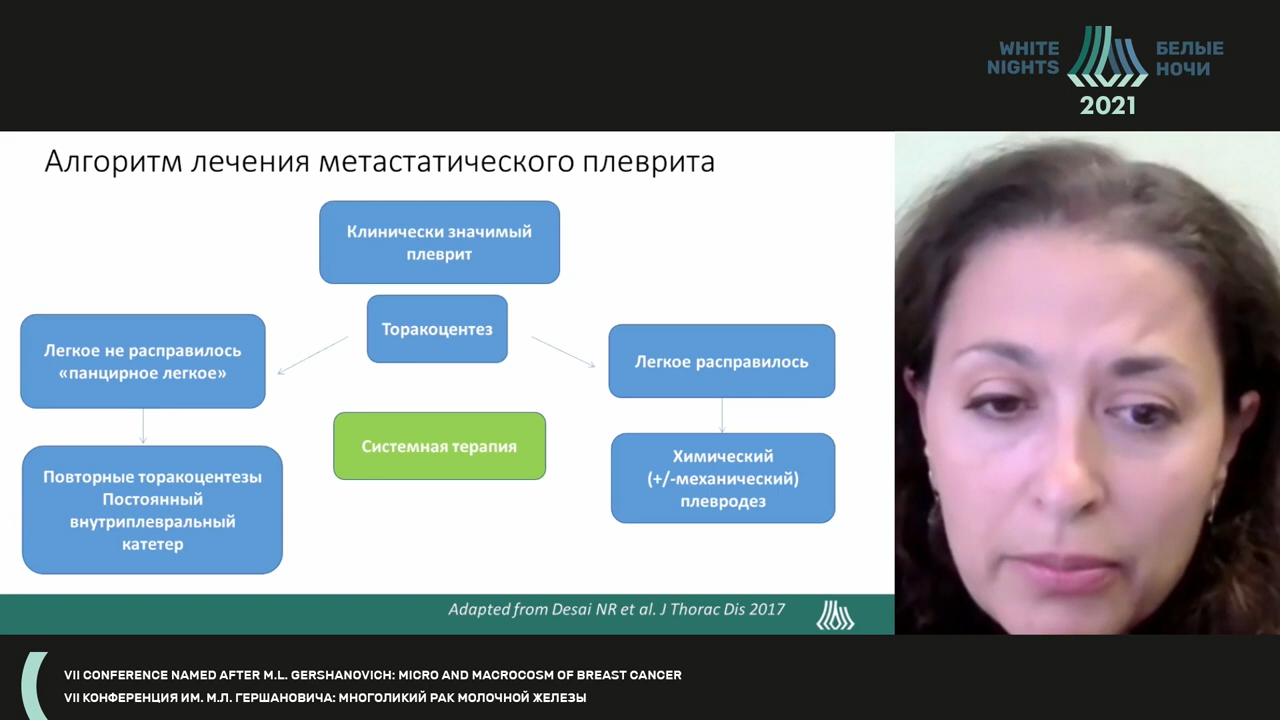 WHITE
NIGHTS
БЕЛЫЕ
НОЧИ
2021
Алгоритм лечения метастатического плеврита
Клинически значимый
плеврит
Торакоцентез
Легкое не расправилось
«панцирное легкое»
Легкое расправилось
Системная терапия
Повторные торакоцентезы
Постоянный
внутриплевральный
катетер
Химический
(+/-механический)
плевродез
Adapted from Desai NR et al. J Thorac Dis 2017
VII CONFERENCE NAMED AFTER M.L. GERSHANOVICH: MICRO AND MACROCOSM OF BREAST CANCER
VII КОНФЕРЕНЦИЯ ИМ. М.Л. ГЕРШАНОВИЧА: МНОГОЛИКИЙ РАК МОЛОЧНОЙ ЖЕЛЕЗЫ